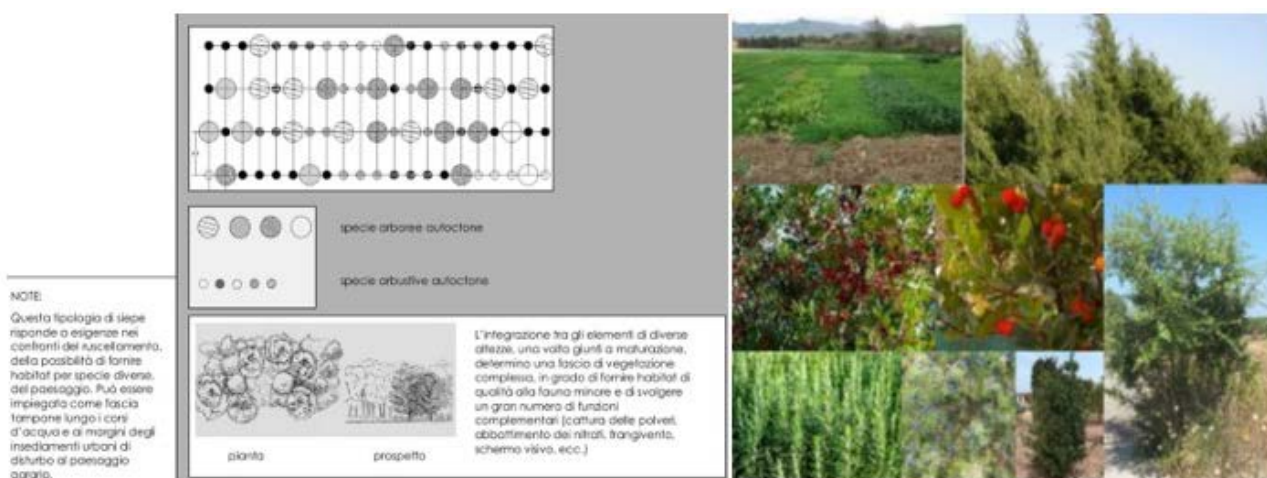 specie arboree autoctone
specie arbustive autoctone
NOTE:
Questa tipologia di siepe
risponde a esigenze nei
confronti del ruscellamento,
della possibilità di fornire
habitat per specie diverse,
del paesaggio. Può essere
impiegata come fascia
tampone lungo i corsi
d'acqua e ai margini degli
insediamenti urbani di
disturbo al paesaggio
agrario.
pianta
prospetto
L'integrazione tra gli elementi di diverse
altezze, una volta giunti a maturazione,
determina una fascia di vegetazione
complessa, in grado di fornire habitat di
qualità alla fauna minore e di svolgere
un gran numero di funzioni
complementari (cattura delle polveri,
abbattimento dei nitrati, frangivento,
schermo visivo, ecc.)